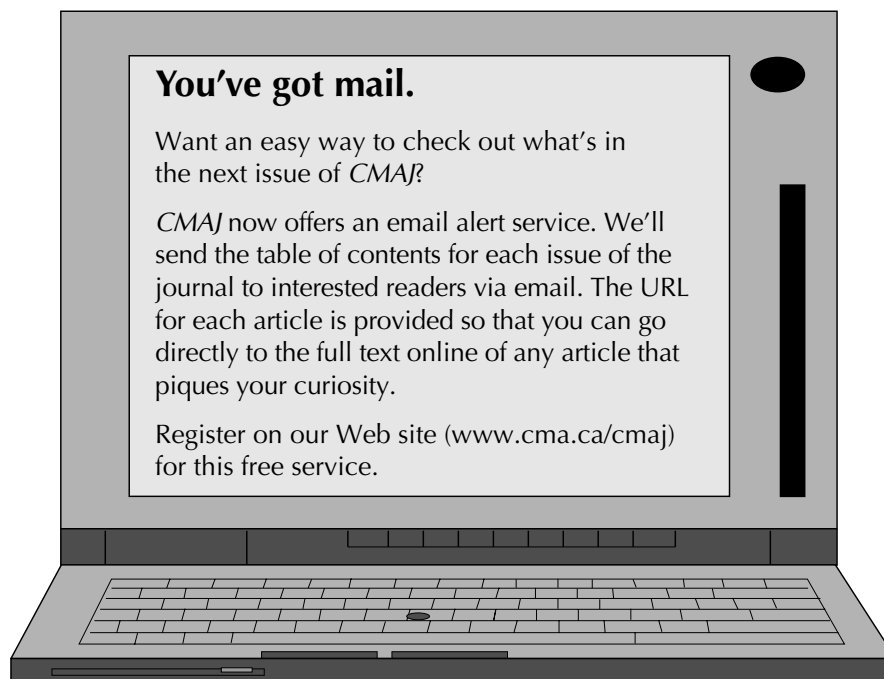 You've got mail.
Want an easy way to check out what's in
the next issue of CMAJ?
CMAJ now offers an email alert service. We'll
send the table of contents for each issue of the
journal to interested readers via email. The URL
for each article is provided so that you can go
directly to the full text online of any article that
piques your curiosity.
Register on our Web site (www.cma.ca/cmaj)
for this free service.